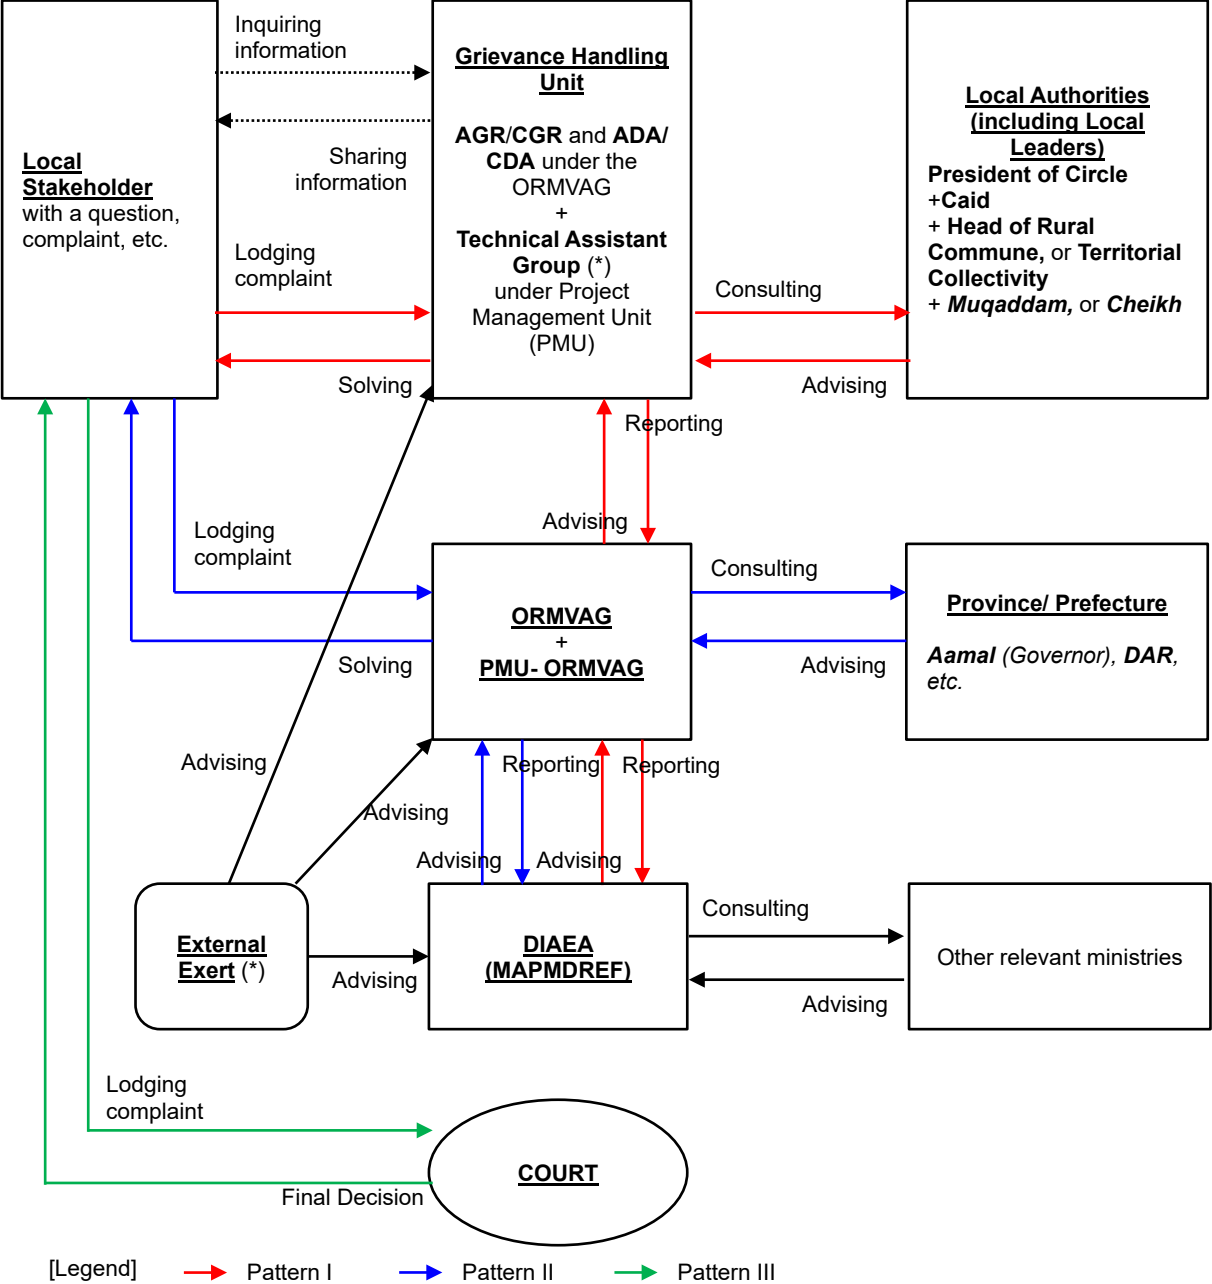 Inquiring
information
Sharing
information
Local
Stakeholder
with a question,
complaint, etc.
Lodging
complaint
Solving
Grievance Handling
Unit
AGR/CGR and ADA/
CDA under the
ORMVAG
+
Technical Assistant
Group (*)
under Project
Management Unit
(PMU)
Consulting
Advising
Local Authorities
(including Local
Leaders)
President of Circle
+Caid
+ Head of Rural
Commune, or Territorial
Collectivity
+ Muqaddam, or Cheikh
Reporting
Advising
Lodging
complaint
Solving
ORMVAG
+
PMU- ORMVAG
Consulting
Advising
Province/ Prefecture
Aamal (Governor), DAR,
etc.
Advising
Advising
Reporting
Reporting
Advising
Advising
External
Exert (*)
Advising
DIAEA
(MAPMDREF)
Consulting
Advising
Other relevant ministries
Lodging
complaint
Final Decision
COURT
[Legend]
Pattern I
Pattern II
Pattern III